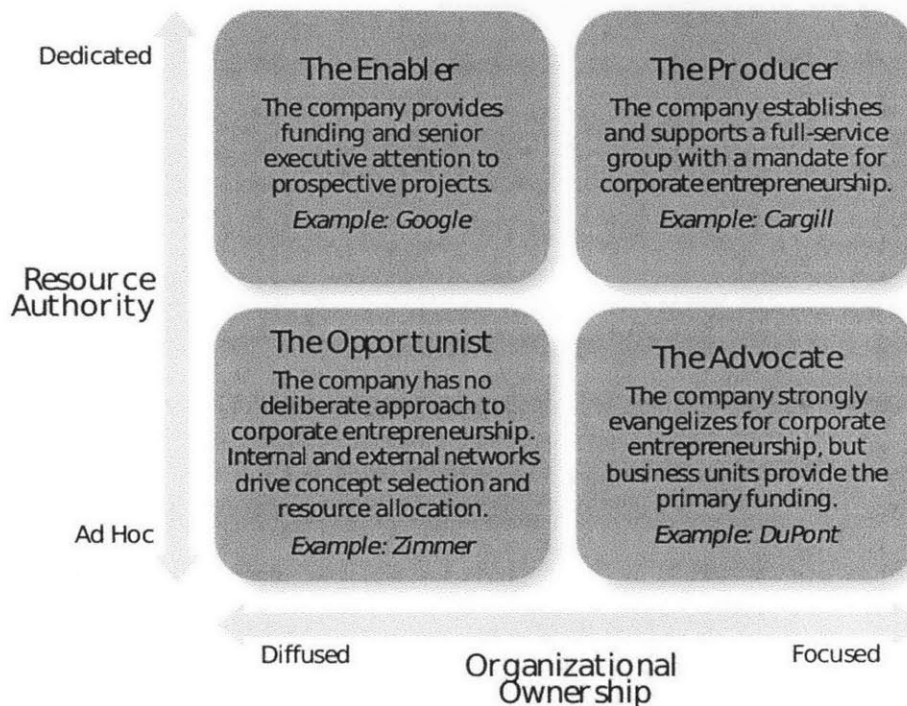 Dedicated
The Enabler
The company provides
funding and senior
executive attention to
prospective projects.
Example: Google
The Producer
The company establishes
and supports a full-service
group with a mandate for
corporate entrepreneurship.
Example: Cargill
Resource
Authority
The Opportunist
The company has no
deliberate approach to
corporate entrepreneurship.
Internal and external networks
drive concept selection and
resource allocation.
Example: Zimmer
The Advocate
The company strongly
evangelizes for corporate
entrepreneurship, but
business units provide the
primary funding.
Example: DuPont
Ad Hoc
Diffused
Organizational
Ownership
Focused